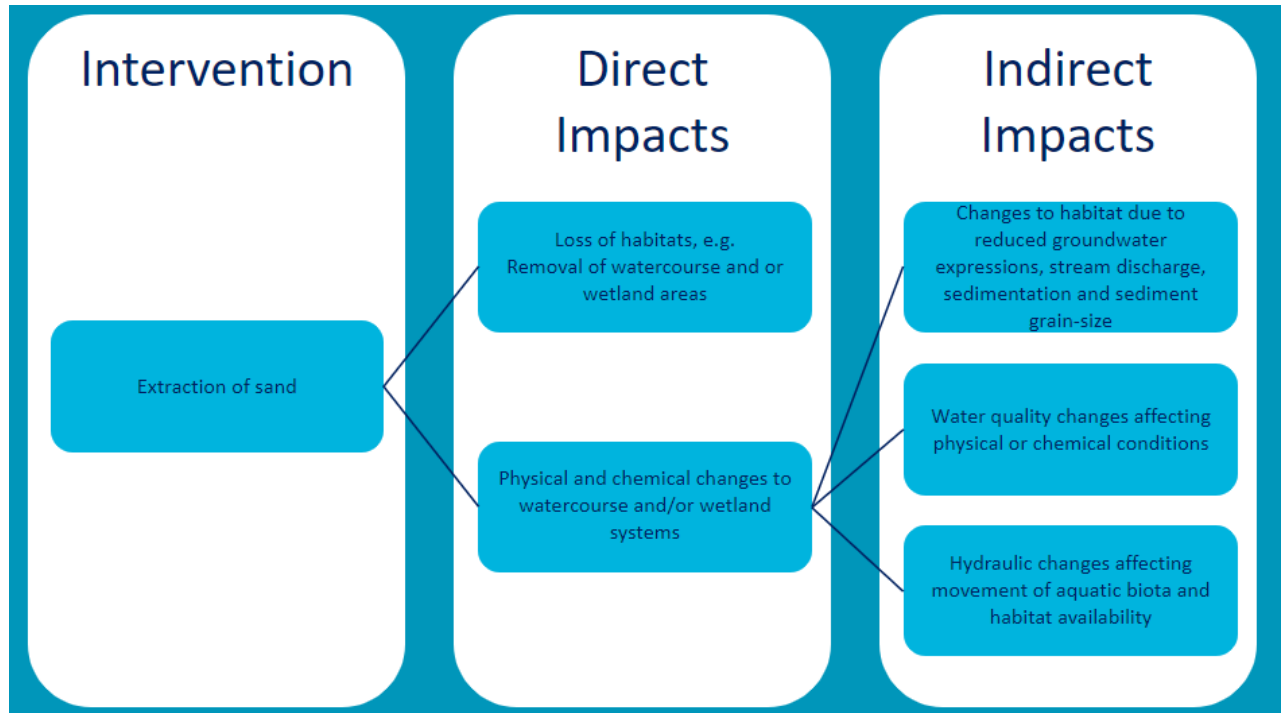 Intervention
Direct
Impacts
Indirect
Impacts
Extraction of sand
Loss of habitats, e.g.
Removal of watercourse and or
wetland areas
Physical and chemical changes to
watercourse and/or wetland
systems
Changes to habitat due to
reduced groundwater
expressions, stream discharge,
sedimentation and sediment
grain-size
Water quality changes affecting
physical or chemical conditions
Hydraulic changes affecting
movement of aquatic biota and
habitat availability